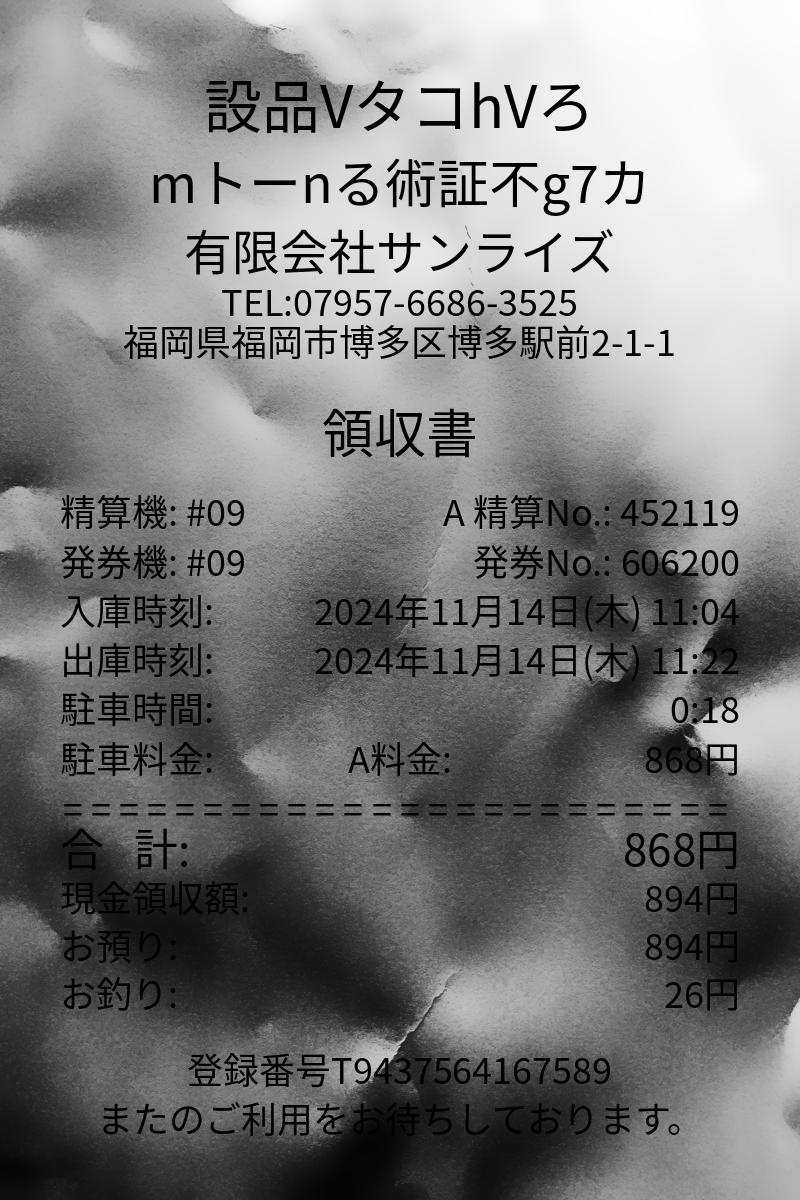 設品VタコhVろ
mトーnる術証不g7カ
有限会社サンライズ
TEL:07957-6686-3525
福岡県福岡市博多区博多駅前2-1-1
領収書
精算機: #09 A 精算No.: 452119
発券機: #09 発券No.: 606200
入庫時刻: 2024年11月14日(木) 11:04
出庫時刻: 2024年11月14日(木) 11:22
駐車時間: 0:18
駐車料金: A料金: 868円
========================
合 計: 868円
現金領収額: 894円
お預り: 894円
お釣り: 26円
登録番号T9437564167589
またのご利用をお待ちしております。